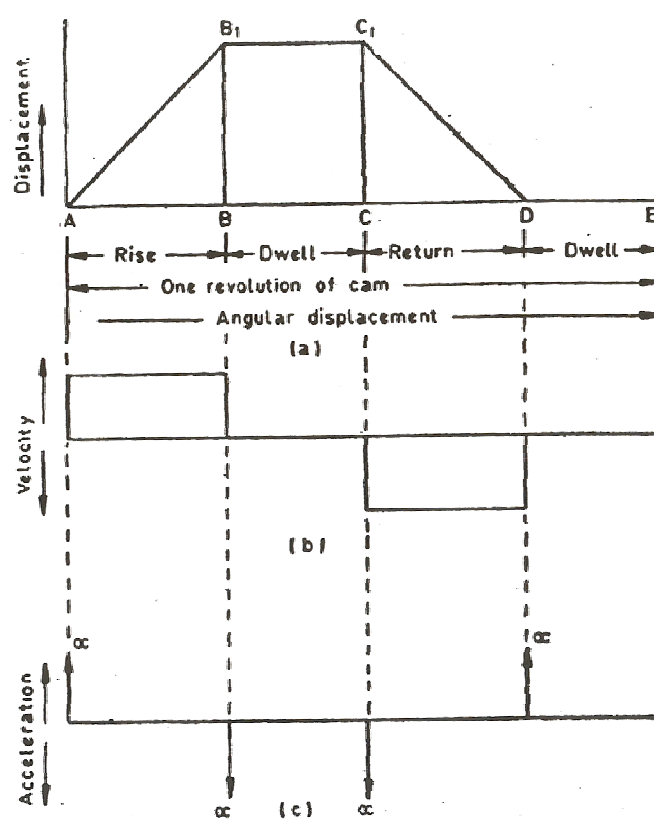 B1 C1
Displacement
A B C D E
Rise Dwell Return Dwell
One revolution of cam
Angular displacement
(a)
Velocity
(b)
∝ ∝
Acceleration
∝ (c) ∝